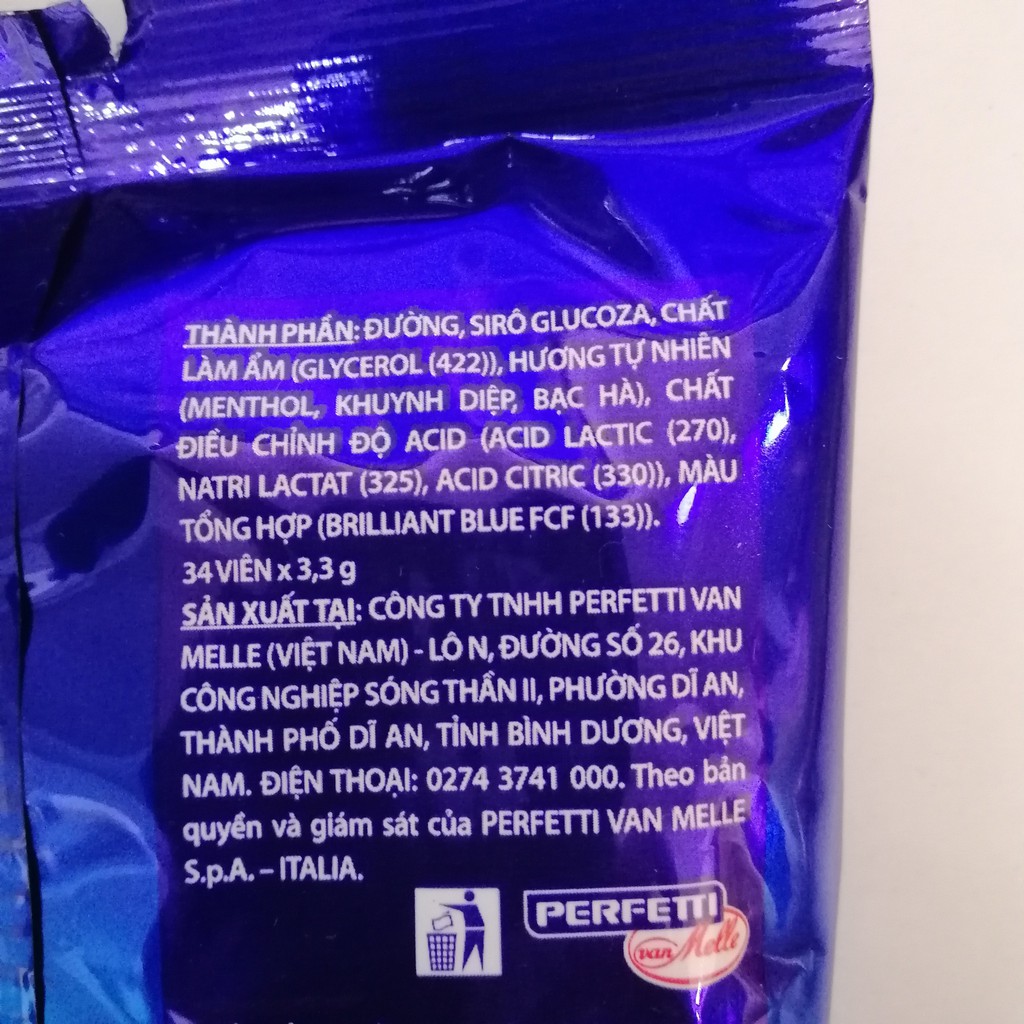 THÀNH PHẦN: ĐƯỜNG, SIRÔ GLUCOZA, CHẤT
LÀM ẨM (GLYCEROL (422)), HƯƠNG TỰ NHIÊN
(MENTHOL, KHUYNH DIỆP, BẠC HÀ), CHẤT
ĐIỀU CHỈNH ĐỘ ACID (ACID LACTIC (270),
NATRI LACTAT (325), ACID CITRIC (330)), MÀU
TỔNG HỢP (BRILLIANT BLUE FCF (133)).
34 VIÊN x 3,3 g
SẢN XUẤT TẠI: CÔNG TY TNHH PERFETTI VAN
MELLE (VIỆT NAM) - LÔ N, ĐƯỜNG SỐ 26, KHU
CÔNG NGHIỆP SÓNG THẦN II, PHƯỜNG DĨ AN,
THÀNH PHỐ DĨ AN, TỈNH BÌNH DƯƠNG, VIỆT
NAM. ĐIỆN THOẠI: 0274 3741 000. Theo bản
quyền và giám sát của PERFETTI VAN MELLE
S.p.A. – ITALIA.
PERFETTI
van Melle